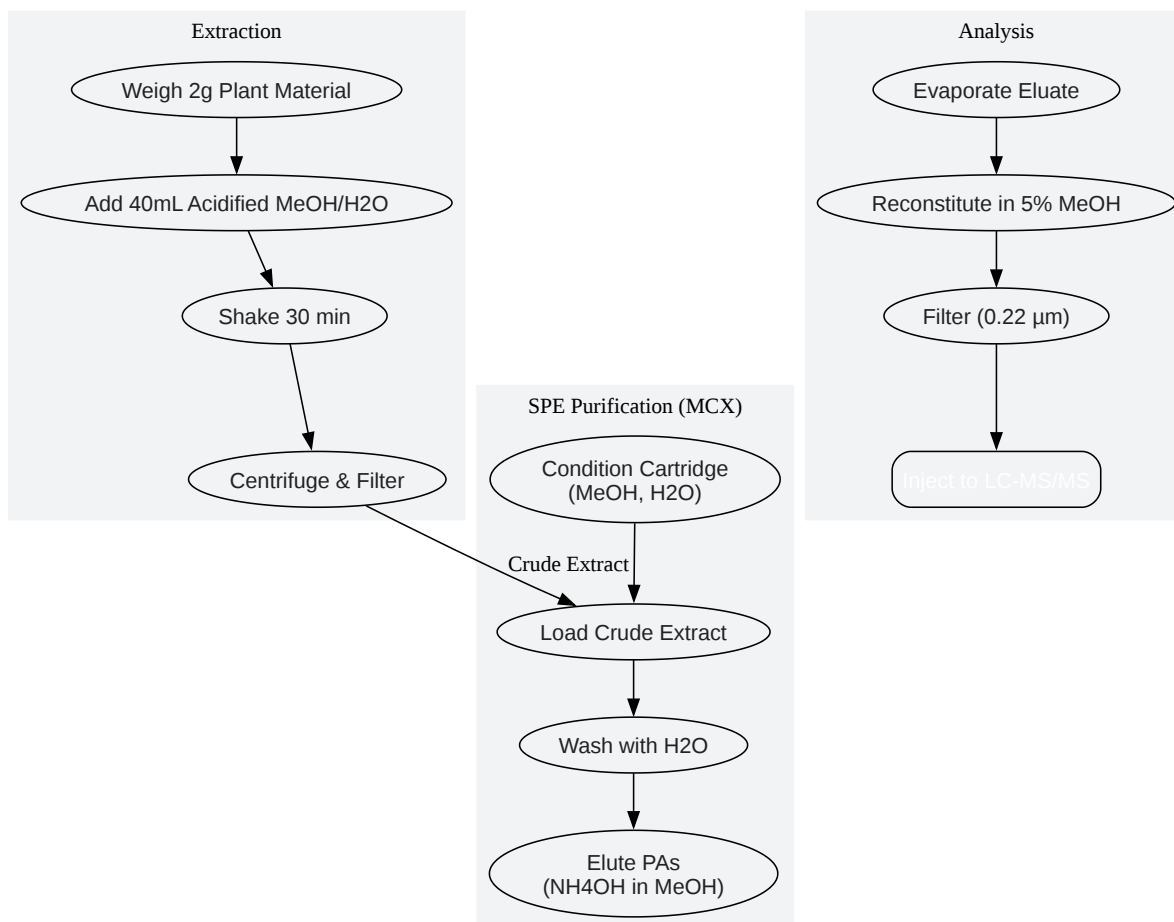 Extraction
Weigh 2g Plant Material
Add 40mL Acidified MeOH/H2O
Shake 30 min
Centrifuge & Filter
Crude Extract
SPE Purification (MCX)
Condition Cartridge
(MeOH, H2O)
Load Crude Extract
Wash with H2O
Elute PAs
(NH4OH in MeOH)
Analysis
Evaporate Eluate
Reconstitute in 5% MeOH
Filter (0.22 µm)
Inject to LC-MS/MS